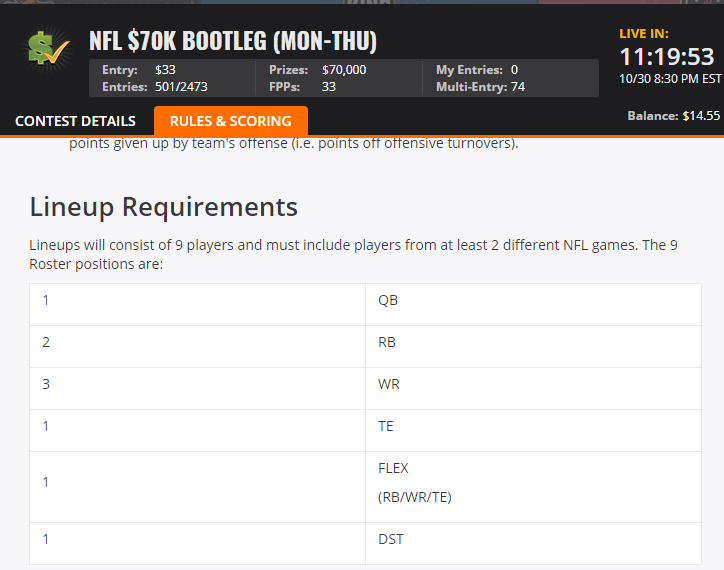 NFL $70K BOOTLEG (MON-THU)
LIVE IN:
11:19:53
10/30 8:30 PM EST
Entry: $33 Prizes: $70,000 My Entries: 0
Entries: 501/2473 FPPs: 33 Multi-Entry: 74
CONTEST DETAILS RULES & SCORING Balance: $14.55
points given up by team's offense (i.e. points off offensive turnovers).
Lineup Requirements
Lineups will consist of 9 players and must include players from at least 2 different NFL games. The 9
Roster positions are:
1 QB
2 RB
3 WR
1 TE
1 FLEX
(RB/WR/TE)
1 DST